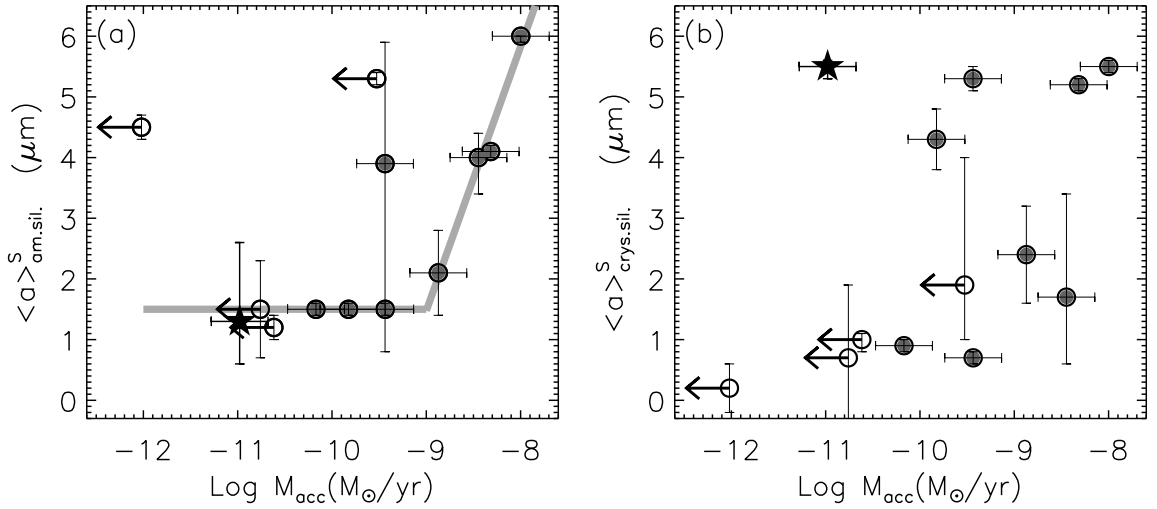 (a)
6
5
4
3
2
1
0
<a>^S_am.sil. (μm)
-12 -11 -10 -9 -8
Log M_acc(M_⊙/yr)
(b)
6
5
4
3
2
1
0
<a>^S_crys.sil. (μm)
-12 -11 -10 -9 -8
Log M_acc(M_⊙/yr)